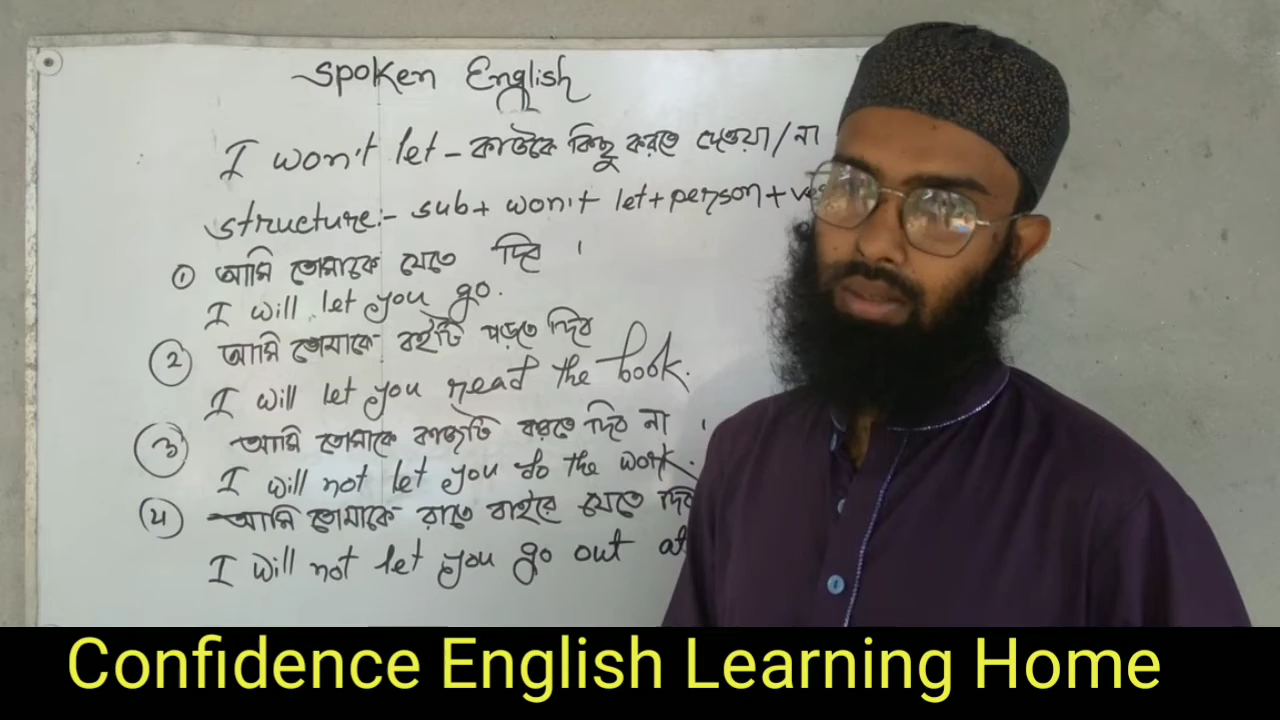 Spoken English
I won't let - কাউকে কিছু করতে দেওয়া/না
structure:- sub+ won't let+person+ve
① আমি তোমাকে যেতে দিব ।
I will let you go.
② আমি তোমাকে বইটি পড়তে দিব
I will let you read the book.
③ আমি তোমাকে কাজটি করতে দিব না ।
I will not let you do the work.
④ আমি তোমাকে রাতে বাইরে যেতে দিব
I will not let you go out at
Confidence English Learning Home